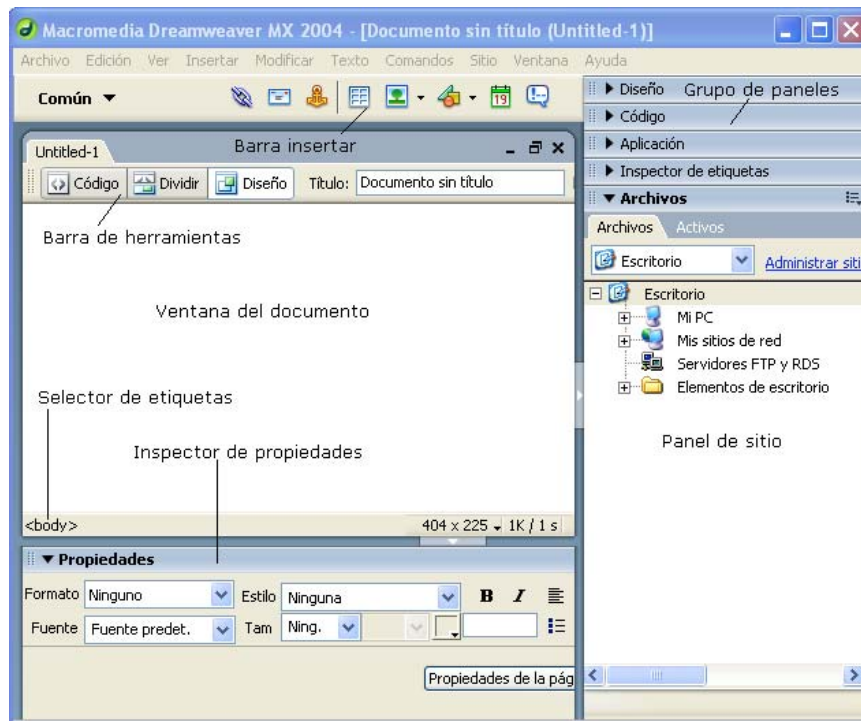 Macromedia Dreamweaver MX 2004 - [Documento sin título (Untitled-1)]
Archivo Edición Ver Insertar Modificar Texto Comandos Sitio Ventana Ayuda
Común
19
Barra insertar
Untitled-1
Código Dividir Diseño Título: Documento sin título
Barra de herramientas
Ventana del documento
Selector de etiquetas
Inspector de propiedades
<body> 404 x 225 1K / 1 s
Propiedades
Formato Ninguno Estilo Ninguna B I
Fuente Fuente predet. Tam Ning.
Propiedades de la pág
Diseño Grupo de paneles
Código
Aplicación
Inspector de etiquetas
Archivos
Archivos Activos
Escritorio Administrar siti
Escritorio
Mi PC
Mis sitios de red
Servidores FTP y RDS
Elementos de escritorio
Panel de sitio